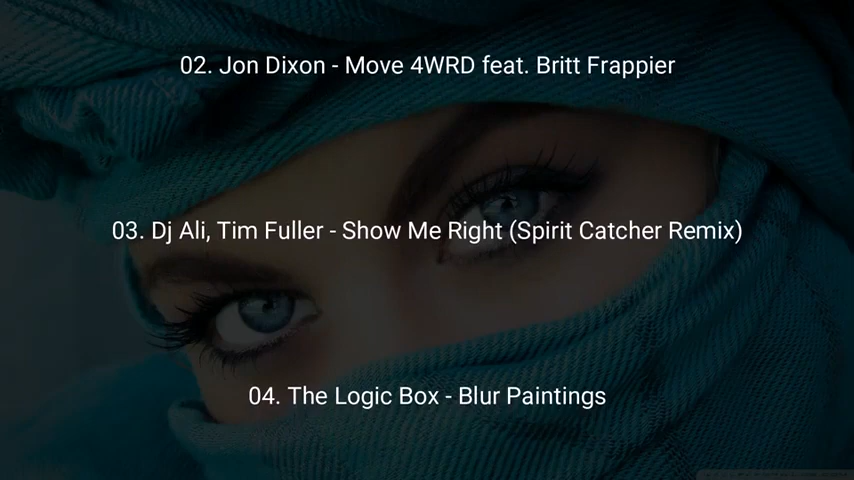 02. Jon Dixon - Move 4WRD feat. Britt Frappier
03. Dj Ali, Tim Fuller - Show Me Right (Spirit Catcher Remix)
04. The Logic Box - Blur Paintings